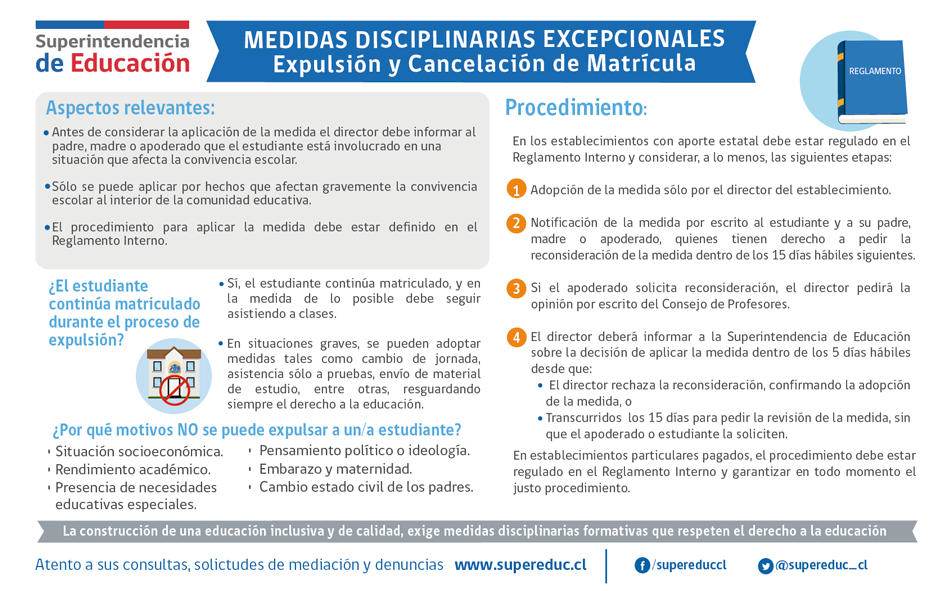 Superintendencia
de Educación
MEDIDAS DISCIPLINARIAS EXCEPCIONALES
Expulsión y Cancelación de Matrícula
REGLAMENTO
Aspectos relevantes:
• Antes de considerar la aplicación de la medida el director debe informar al
padre, madre o apoderado que el estudiante está involucrado en una
situación que afecta la convivencia escolar.
• Sólo se puede aplicar por hechos que afectan gravemente la convivencia
escolar al interior de la comunidad educativa.
• El procedimiento para aplicar la medida debe estar definido en el
Reglamento Interno.
¿El estudiante
continúa matriculado
durante el proceso de
expulsión?
• Sí, el estudiante continúa matriculado, y en
la medida de lo posible debe seguir
asistiendo a clases.
• En situaciones graves, se pueden adoptar
medidas tales como cambio de jornada,
asistencia sólo a pruebas, envío de material
de estudio, entre otras, resguardando
siempre el derecho a la educación.
¿Por qué motivos NO se puede expulsar a un/a estudiante?
• Situación socioeconómica.
• Rendimiento académico.
• Presencia de necesidades
educativas especiales.
• Pensamiento político o ideología.
• Embarazo y maternidad.
• Cambio estado civil de los padres.
Procedimiento:
En los establecimientos con aporte estatal debe estar regulado en el
Reglamento Interno y considerar, a lo menos, las siguientes etapas:
1 Adopción de la medida sólo por el director del establecimiento.
2 Notificación de la medida por escrito al estudiante y a su padre,
madre o apoderado, quienes tienen derecho a pedir la
reconsideración de la medida dentro de los 15 días hábiles siguientes.
3 Si el apoderado solicita reconsideración, el director pedirá la
opinión por escrito del Consejo de Profesores.
4 El director deberá informar a la Superintendencia de Educación
sobre la decisión de aplicar la medida dentro de los 5 días hábiles
desde que:
• El director rechaza la reconsideración, confirmando la adopción
de la medida, o
• Transcurridos los 15 días para pedir la revisión de la medida, sin
que el apoderado o estudiante la soliciten.
En establecimientos particulares pagados, el procedimiento debe estar
regulado en el Reglamento Interno y garantizar en todo momento el
justo procedimiento.
La construcción de una educación inclusiva y de calidad, exige medidas disciplinarias formativas que respeten el derecho a la educación
Atento a sus consultas, solictudes de mediación y denuncias www.supereduc.cl
/supereduccl
@supereduc_cl